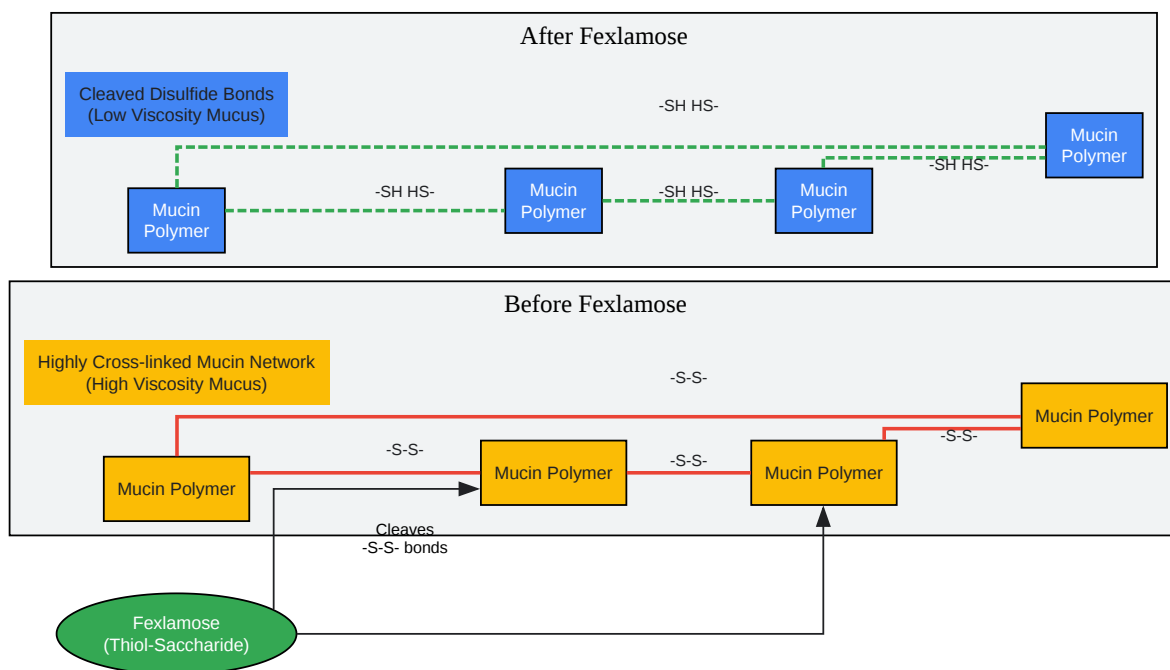 After Fexlamose
Cleaved Disulfide Bonds
(Low Viscosity Mucus)
-SH HS-
Mucin
Polymer
-SH HS-
Mucin
Polymer
-SH HS-
Mucin
Polymer
-SH HS-
Mucin
Polymer
Before Fexlamose
Highly Cross-linked Mucin Network
(High Viscosity Mucus)
-S-S-
Mucin Polymer
-S-S-
Mucin Polymer
-S-S-
Mucin Polymer
-S-S-
Mucin Polymer
Cleaves
-S-S- bonds
Fexlamose
(Thiol-Saccharide)